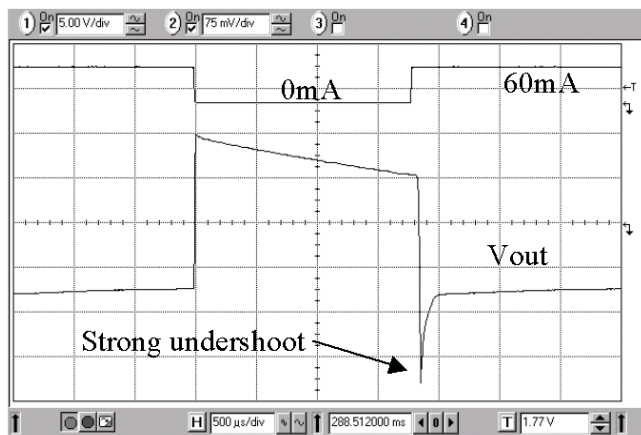 1 On 5.00 V/div 2 On 75 mV/div 3 On 4 On
0mA 60mA
T
Vout
Strong undershoot
H 500 µs/div 288.512000 ms 0 T 1.77 V